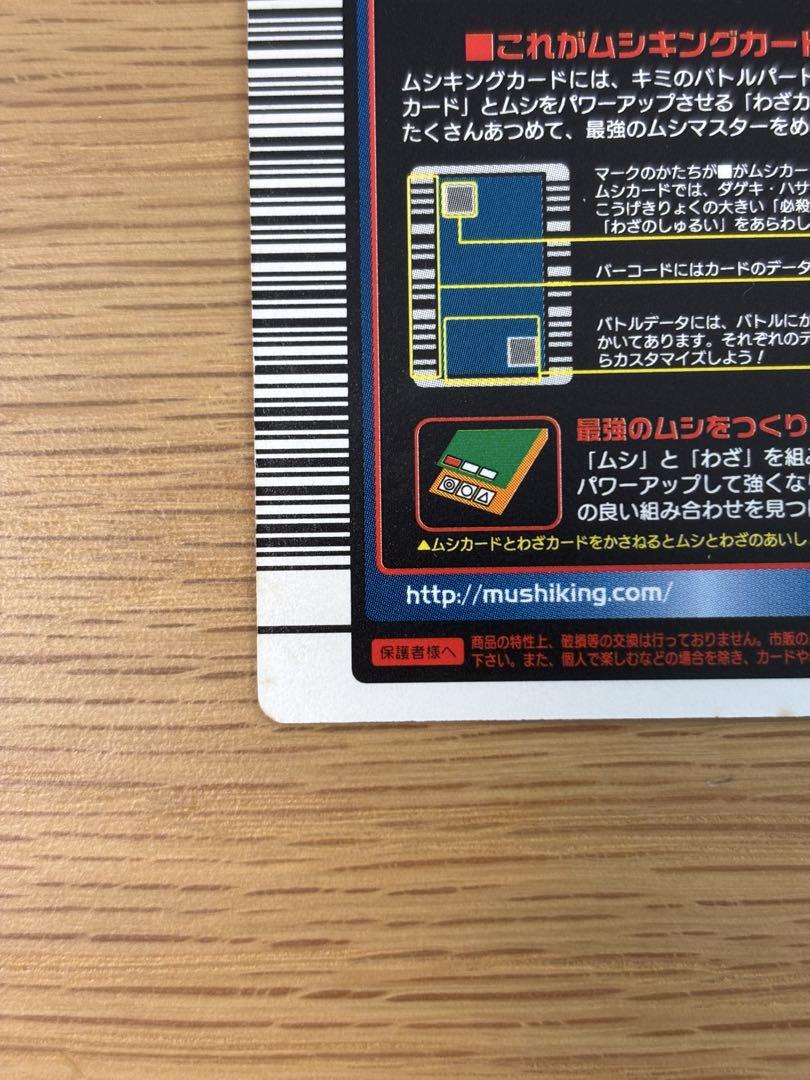 ■これがムシキングカード
ムシキングカードには、キミのバトルパート
カード」とムシをパワーアップさせる「わざカ
たくさんあつめて、最強のムシマスターをめ
マークのかたちが■がムシカー
ムシカードでは、ダゲキ・ハサ
こうげきりょくの大きい「必殺
「わざのしゅるい」をあらわし
バーコードにはカードのデータ
バトルデータには、バトルにか
かいてあります。それぞれのデ
らカスタマイズしよう！
最強のムシをつくり
「ムシ」と「わざ」を組み
パワーアップして強くなり
の良い組み合わせを見つけ
▲ムシカードとわざカードをかさねるとムシとわざのあいし
http://mushiking.com/
保護者様へ
商品の特性上、破損等の交換は行っておりません。市販の
下さい。また、個人で楽しむなどの場合を除き、カードや